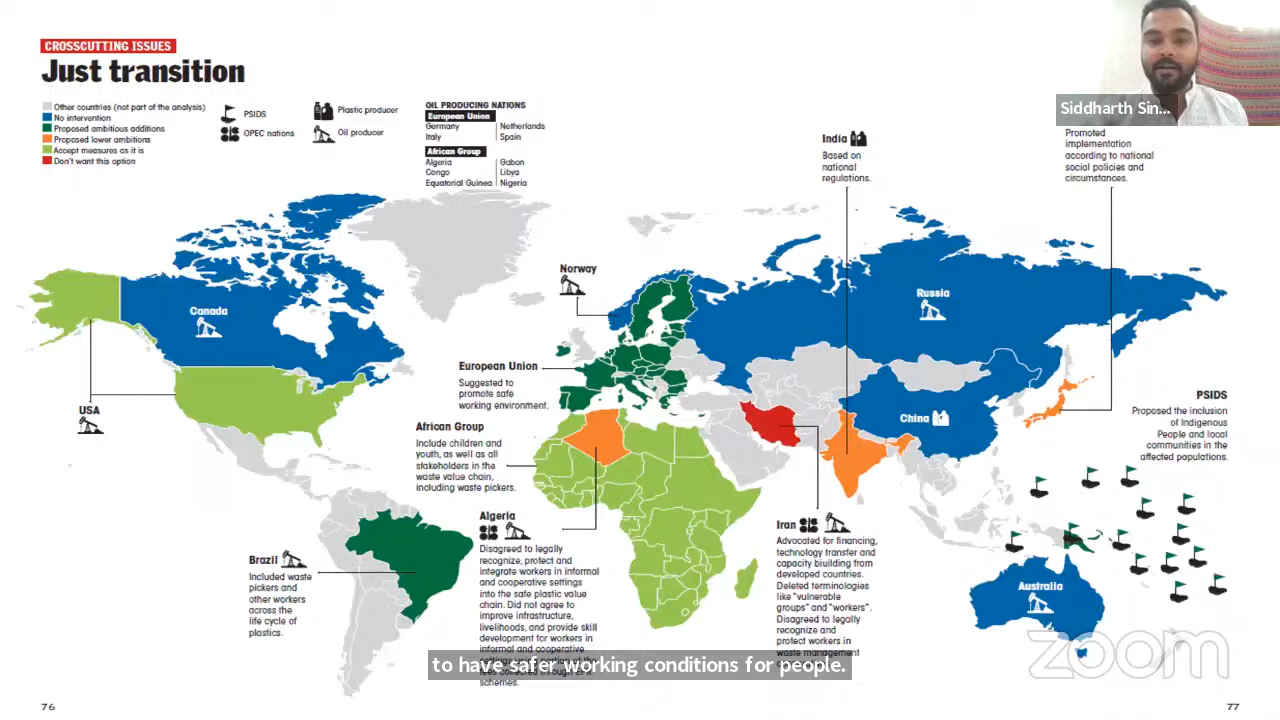 CROSSCUTTING ISSUES
Just transition
Other countries (not part of the analysis)
No intervention
Proposed ambitious additions
Proposed lower ambitions
Accept measures as it is
Don't want this option
PSIDS
OPEC nations
Plastic producer
Oil producer
OIL PRODUCING NATIONS
European Union
Germany
Netherlands
Italy
Spain
African Group
Algeria
Gabon
Congo
Libya
Equatorial Guinea
Nigeria
Siddharth Sin...
India
Based on
national
regulations.
Promoted
implementation
according to national
social policies and
circumstances.
Norway
Canada
Russia
European Union
Suggested to
promote safe
working environment.
USA
China
PSIDS
Proposed the inclusion
of Indigenous
People and local
communities in the
affected populations.
African Group
Include children and
youth, as well as all
stakeholders in the
waste value chain,
including waste pickers.
Algeria
Disagreed to legally
recognize, protect and
integrate workers in informal
and cooperative settings
into the safe plastic value
chain. Did not agree to
improve infrastructure,
livelihoods, and provide skill
development for workers in
informal and cooperative
schemes.
Iran
Advocated for financing,
technology transfer and
capacity biuilding from
developed countries.
Deleted terminologies
like "vulnerable
groups" and "workers".
Disagreed to legally
recognize and
protect workers in
waste management
Brazil
Included waste
pickers and
other workers
across the
life cycle of
plastics.
Australia
to have safer working conditions for people.
zoom
76
77